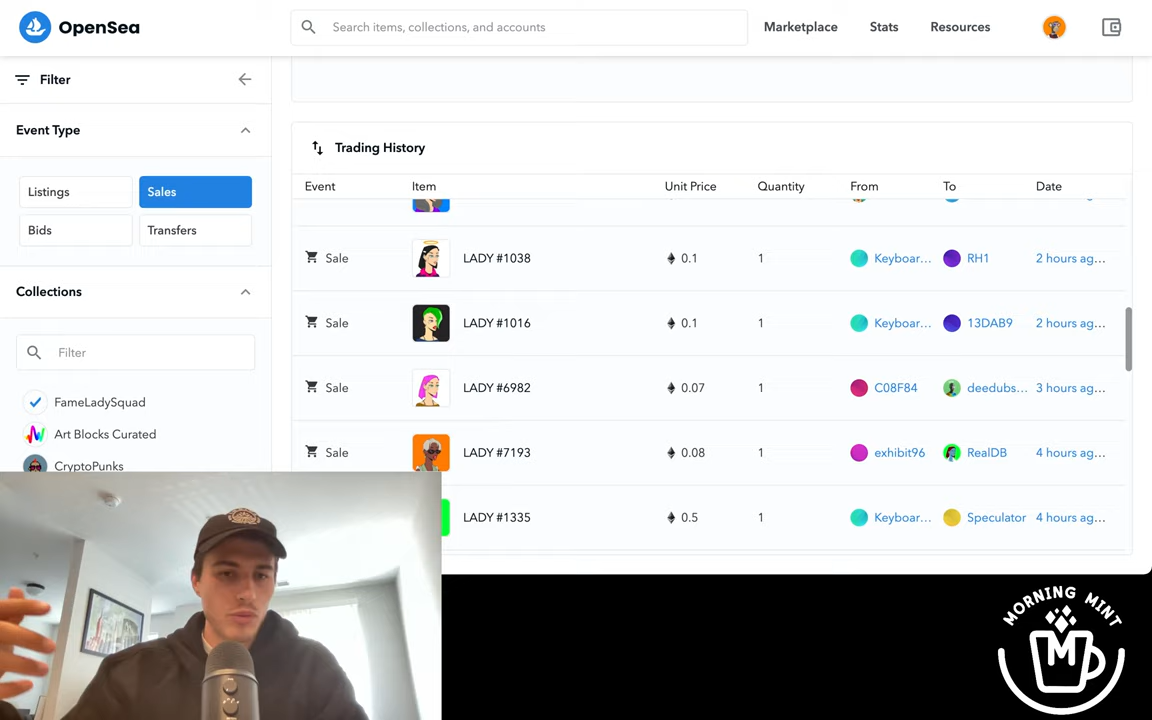 OpenSea
Search items, collections, and accounts
Marketplace
Stats
Resources
Filter
Event Type
Listings
Sales
Bids
Transfers
Collections
Filter
FameLadySquad
Art Blocks Curated
CryptoPunks
Trading History
Event Item Unit Price Quantity From To Date
Sale LADY #1038 0.1 1 Keyboar... RH1 2 hours ag...
Sale LADY #1016 0.1 1 Keyboar... 13DAB9 2 hours ag...
Sale LADY #6982 0.07 1 C08F84 deedubs... 3 hours ag...
Sale LADY #7193 0.08 1 exhibit96 RealDB 4 hours ag...
LADY #1335 0.5 1 Keyboar... Speculator 4 hours ag...
MORNING MINT
M